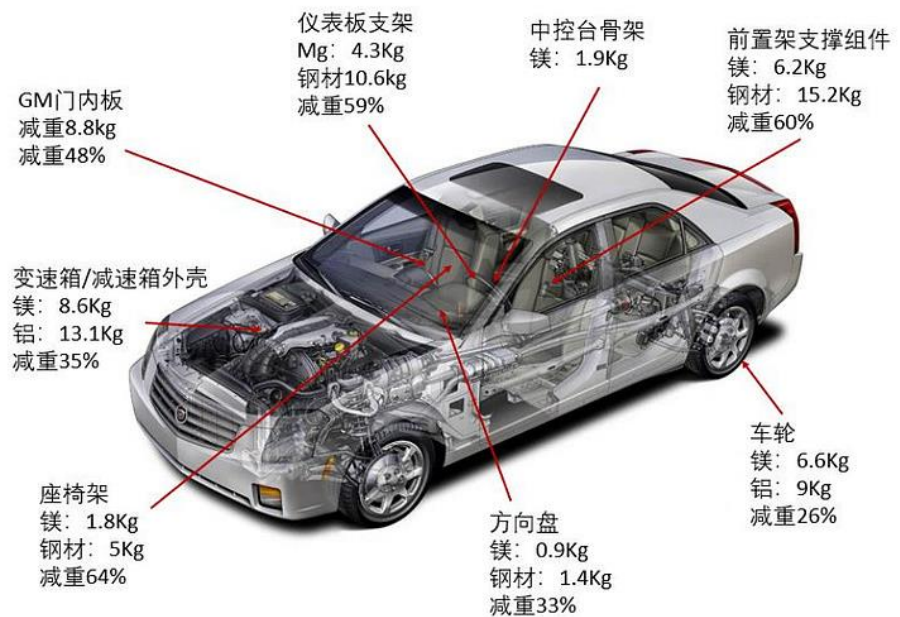 仪表板支架
Mg：4.3Kg
钢材10.6kg
减重59%
中控台骨架
镁：1.9Kg
前置架支撑组件
镁：6.2Kg
钢材：15.2Kg
减重60%
GM门内板
减重8.8kg
减重48%
变速箱/减速箱外壳
镁：8.6Kg
铝：13.1Kg
减重35%
车轮
镁：6.6Kg
铝：9Kg
减重26%
座椅架
镁：1.8Kg
钢材：5Kg
减重64%
方向盘
镁：0.9Kg
钢材：1.4Kg
减重33%